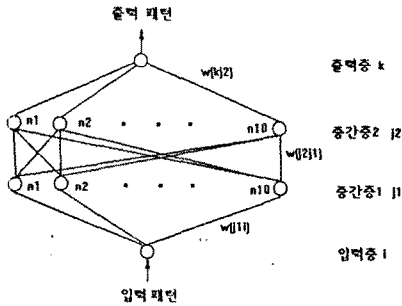 출력 패턴
w(kj2) 출력층 k
n1 n2 . . . n10 중간층2 j2
w(j2j1)
n1 n2 . . . n10 중간층1 j1
w(j1i)
입력층 i
입력 패턴